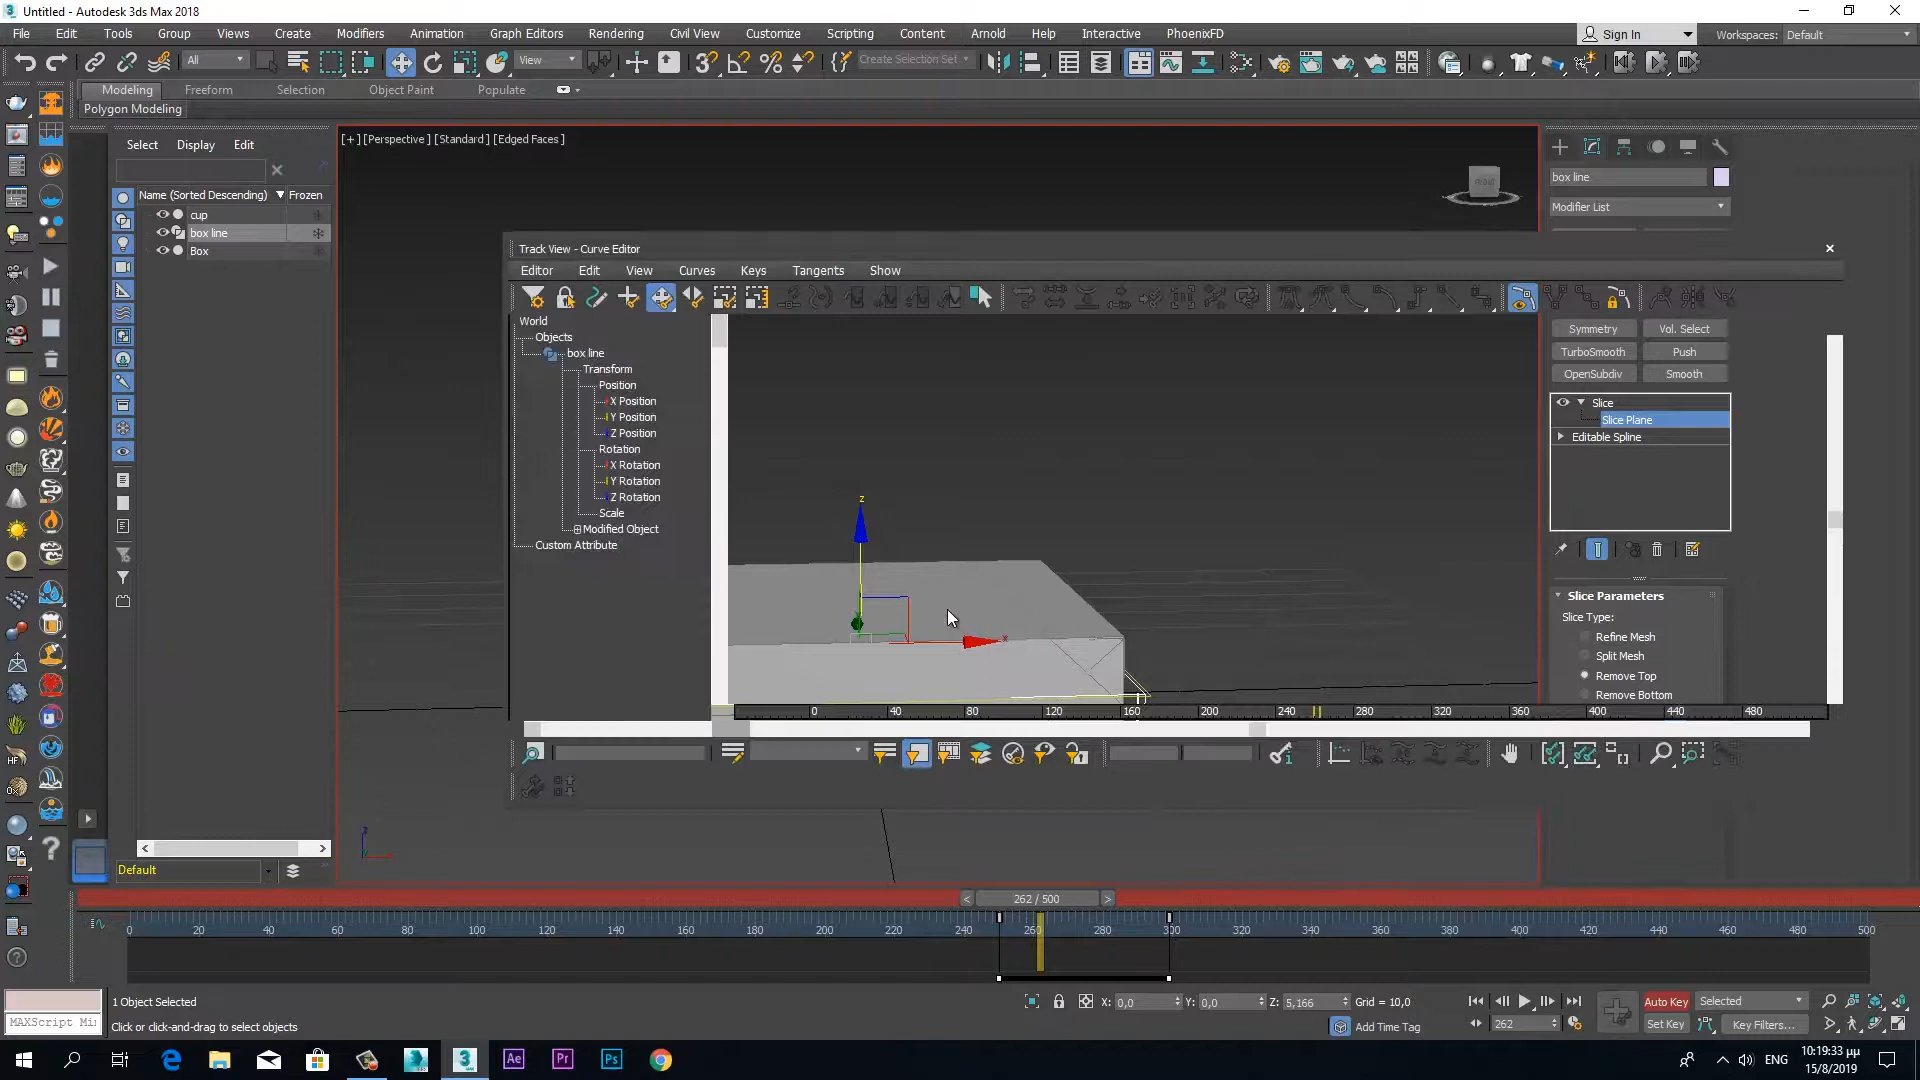 Untitled - Autodesk 3ds Max 2018
File Edit Tools Group Views Create Modifiers Animation Graph Editors Rendering Civil View Customize Scripting Content Arnold Help Interactive PhoenixFD
Sign In Workspaces: Default
All View Create Selection Set
Modeling Freeform Selection Object Paint Populate
Polygon Modeling
Select Display Edit
[+] [Perspective ] [Standard ] [Edged Faces ]
box line
Name (Sorted Descending) Frozen
Modifier List
cup
box line
Box
Track View - Curve Editor
Editor Edit View Curves Keys Tangents Show
World
Objects
box line
Transform
Position
X Position
Y Position
Z Position
Rotation
X Rotation
Y Rotation
Z Rotation
Scale
Modified Object
Custom Attribute
Symmetry Vol. Select
TurboSmooth Push
OpenSubdiv Smooth
Slice
Slice Plane
Editable Spline
z
x
Slice Parameters
Slice Type:
Refine Mesh
Split Mesh
Remove Top
Remove Bottom
0 40 80 120 160 200 240 280 320 360 400 440 480
HF
z
Default
262 / 500
0 20 40 60 80 100 120 140 160 180 200 220 240 260 280 300 320 340 360 380 400 420 440 460 480 500
1 Object Selected
X: 0,0 Y: 0,0 Z: 5,166 Grid = 10,0
Auto Key Selected
MAXScript Mi
Click or click-and-drag to select objects
Add Time Tag
262
Set Key Key Filters...
3 Ae Pr Ps
ENG
10:19:33 μμ
15/8/2019